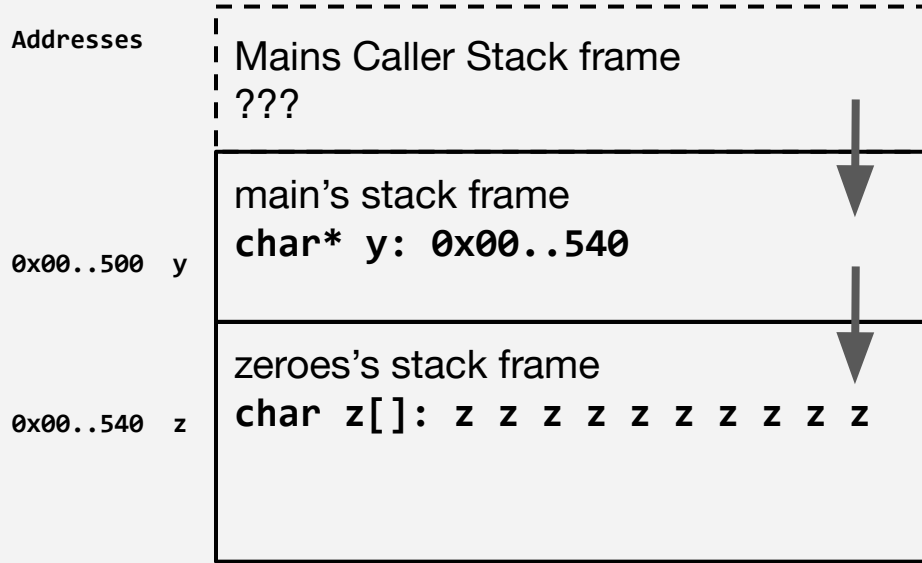 Addresses
Mains Caller Stack frame
???
main’s stack frame
char* y: 0x00..540
0x00..500 y
zeroes’s stack frame
char z[]: z z z z z z z z z z
0x00..540 z